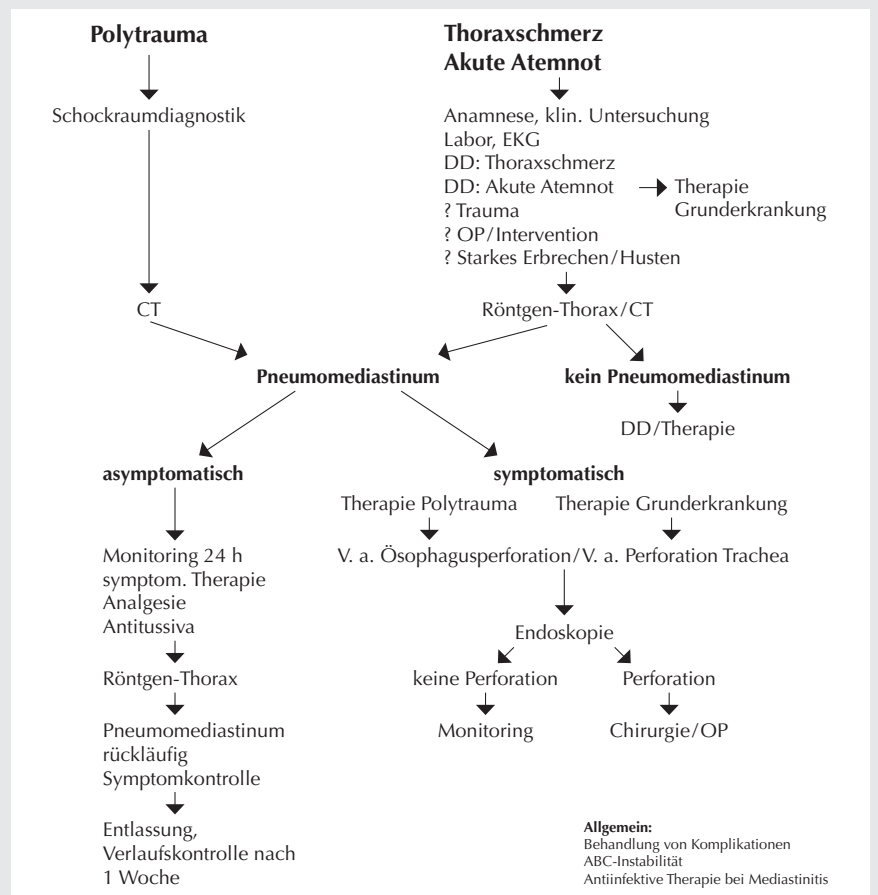 Polytrauma
Schockraumdiagnostik
CT
Thoraxschmerz
Akute Atemnot
Anamnese, klin. Untersuchung
Labor, EKG
DD: Thoraxschmerz
DD: Akute Atemnot
? Trauma
? OP/Intervention
? Starkes Erbrechen/Husten
Therapie
Grunderkrankung
Röntgen-Thorax/CT
Pneumomediastinum
kein Pneumomediastinum
DD/Therapie
asymptomatisch
Monitoring 24 h
symptom. Therapie
Analgesie
Antitussiva
Röntgen-Thorax
Pneumomediastinum
rückläufig
Symptomkontrolle
Entlassung,
Verlaufskontrolle nach
1 Woche
symptomatisch
Therapie Polytrauma
Therapie Grunderkrankung
V. a. Ösophagusperforation/V. a. Perforation Trachea
Endoskopie
keine Perforation
Perforation
Monitoring
Chirurgie/OP
Allgemein:
Behandlung von Komplikationen
ABC-Instabilität
Antiinfektive Therapie bei Mediastinitis